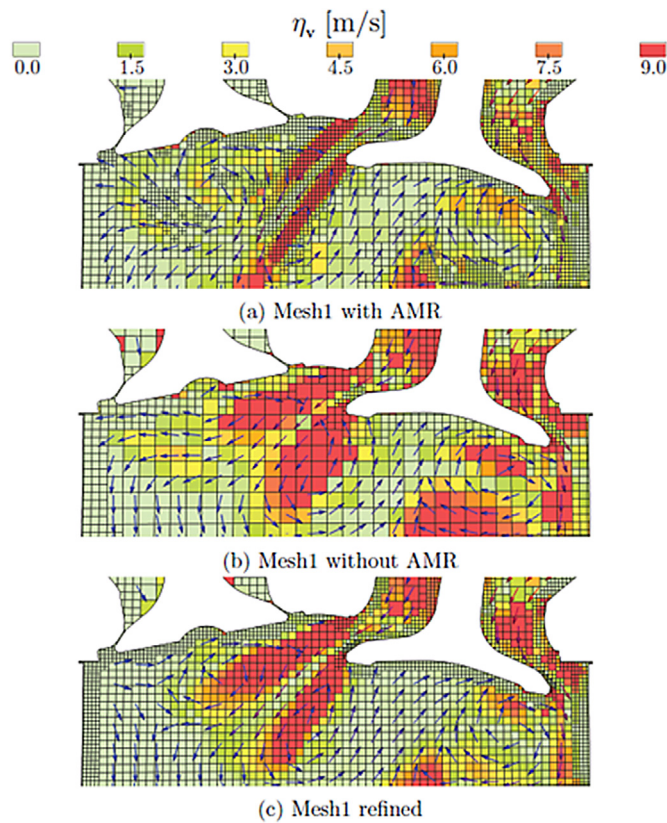 η_v [m/s]
0.0 1.5 3.0 4.5 6.0 7.5 9.0
(a) Mesh1 with AMR
(b) Mesh1 without AMR
(c) Mesh1 refined